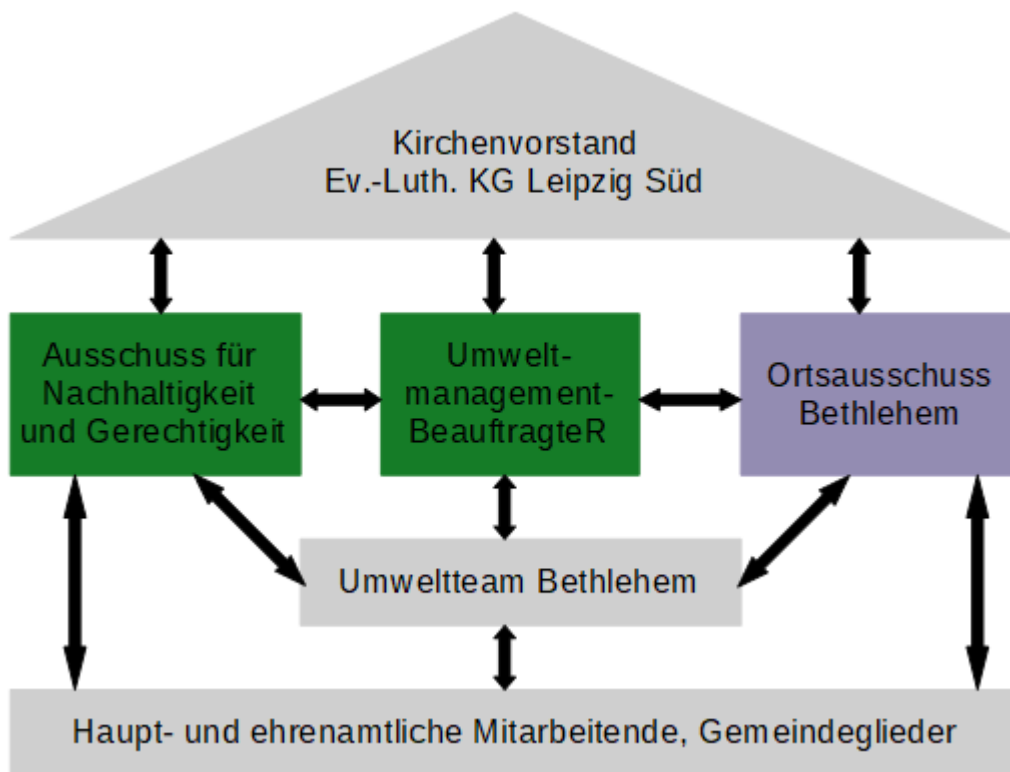 Kirchenvorstand
Ev.-Luth. KG Leipzig Süd
Ausschuss für
Nachhaltigkeit
und Gerechtigkeit
Umwelt-
management-
BeauftragteR
Ortsausschuss
Bethlehem
Umweltteam Bethlehem
Haupt- und ehrenamtliche Mitarbeitende, Gemeindeglieder